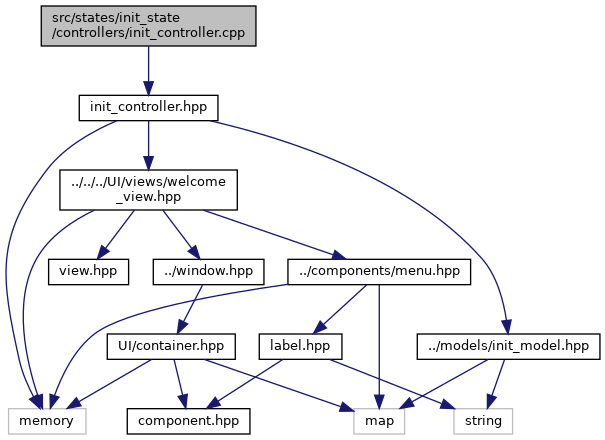 src/states/init_state
/controllers/init_controller.cpp
init_controller.hpp
../../../UI/views/welcome
_view.hpp
view.hpp
../window.hpp
../components/menu.hpp
UI/container.hpp
label.hpp
../models/init_model.hpp
memory
component.hpp
map
string